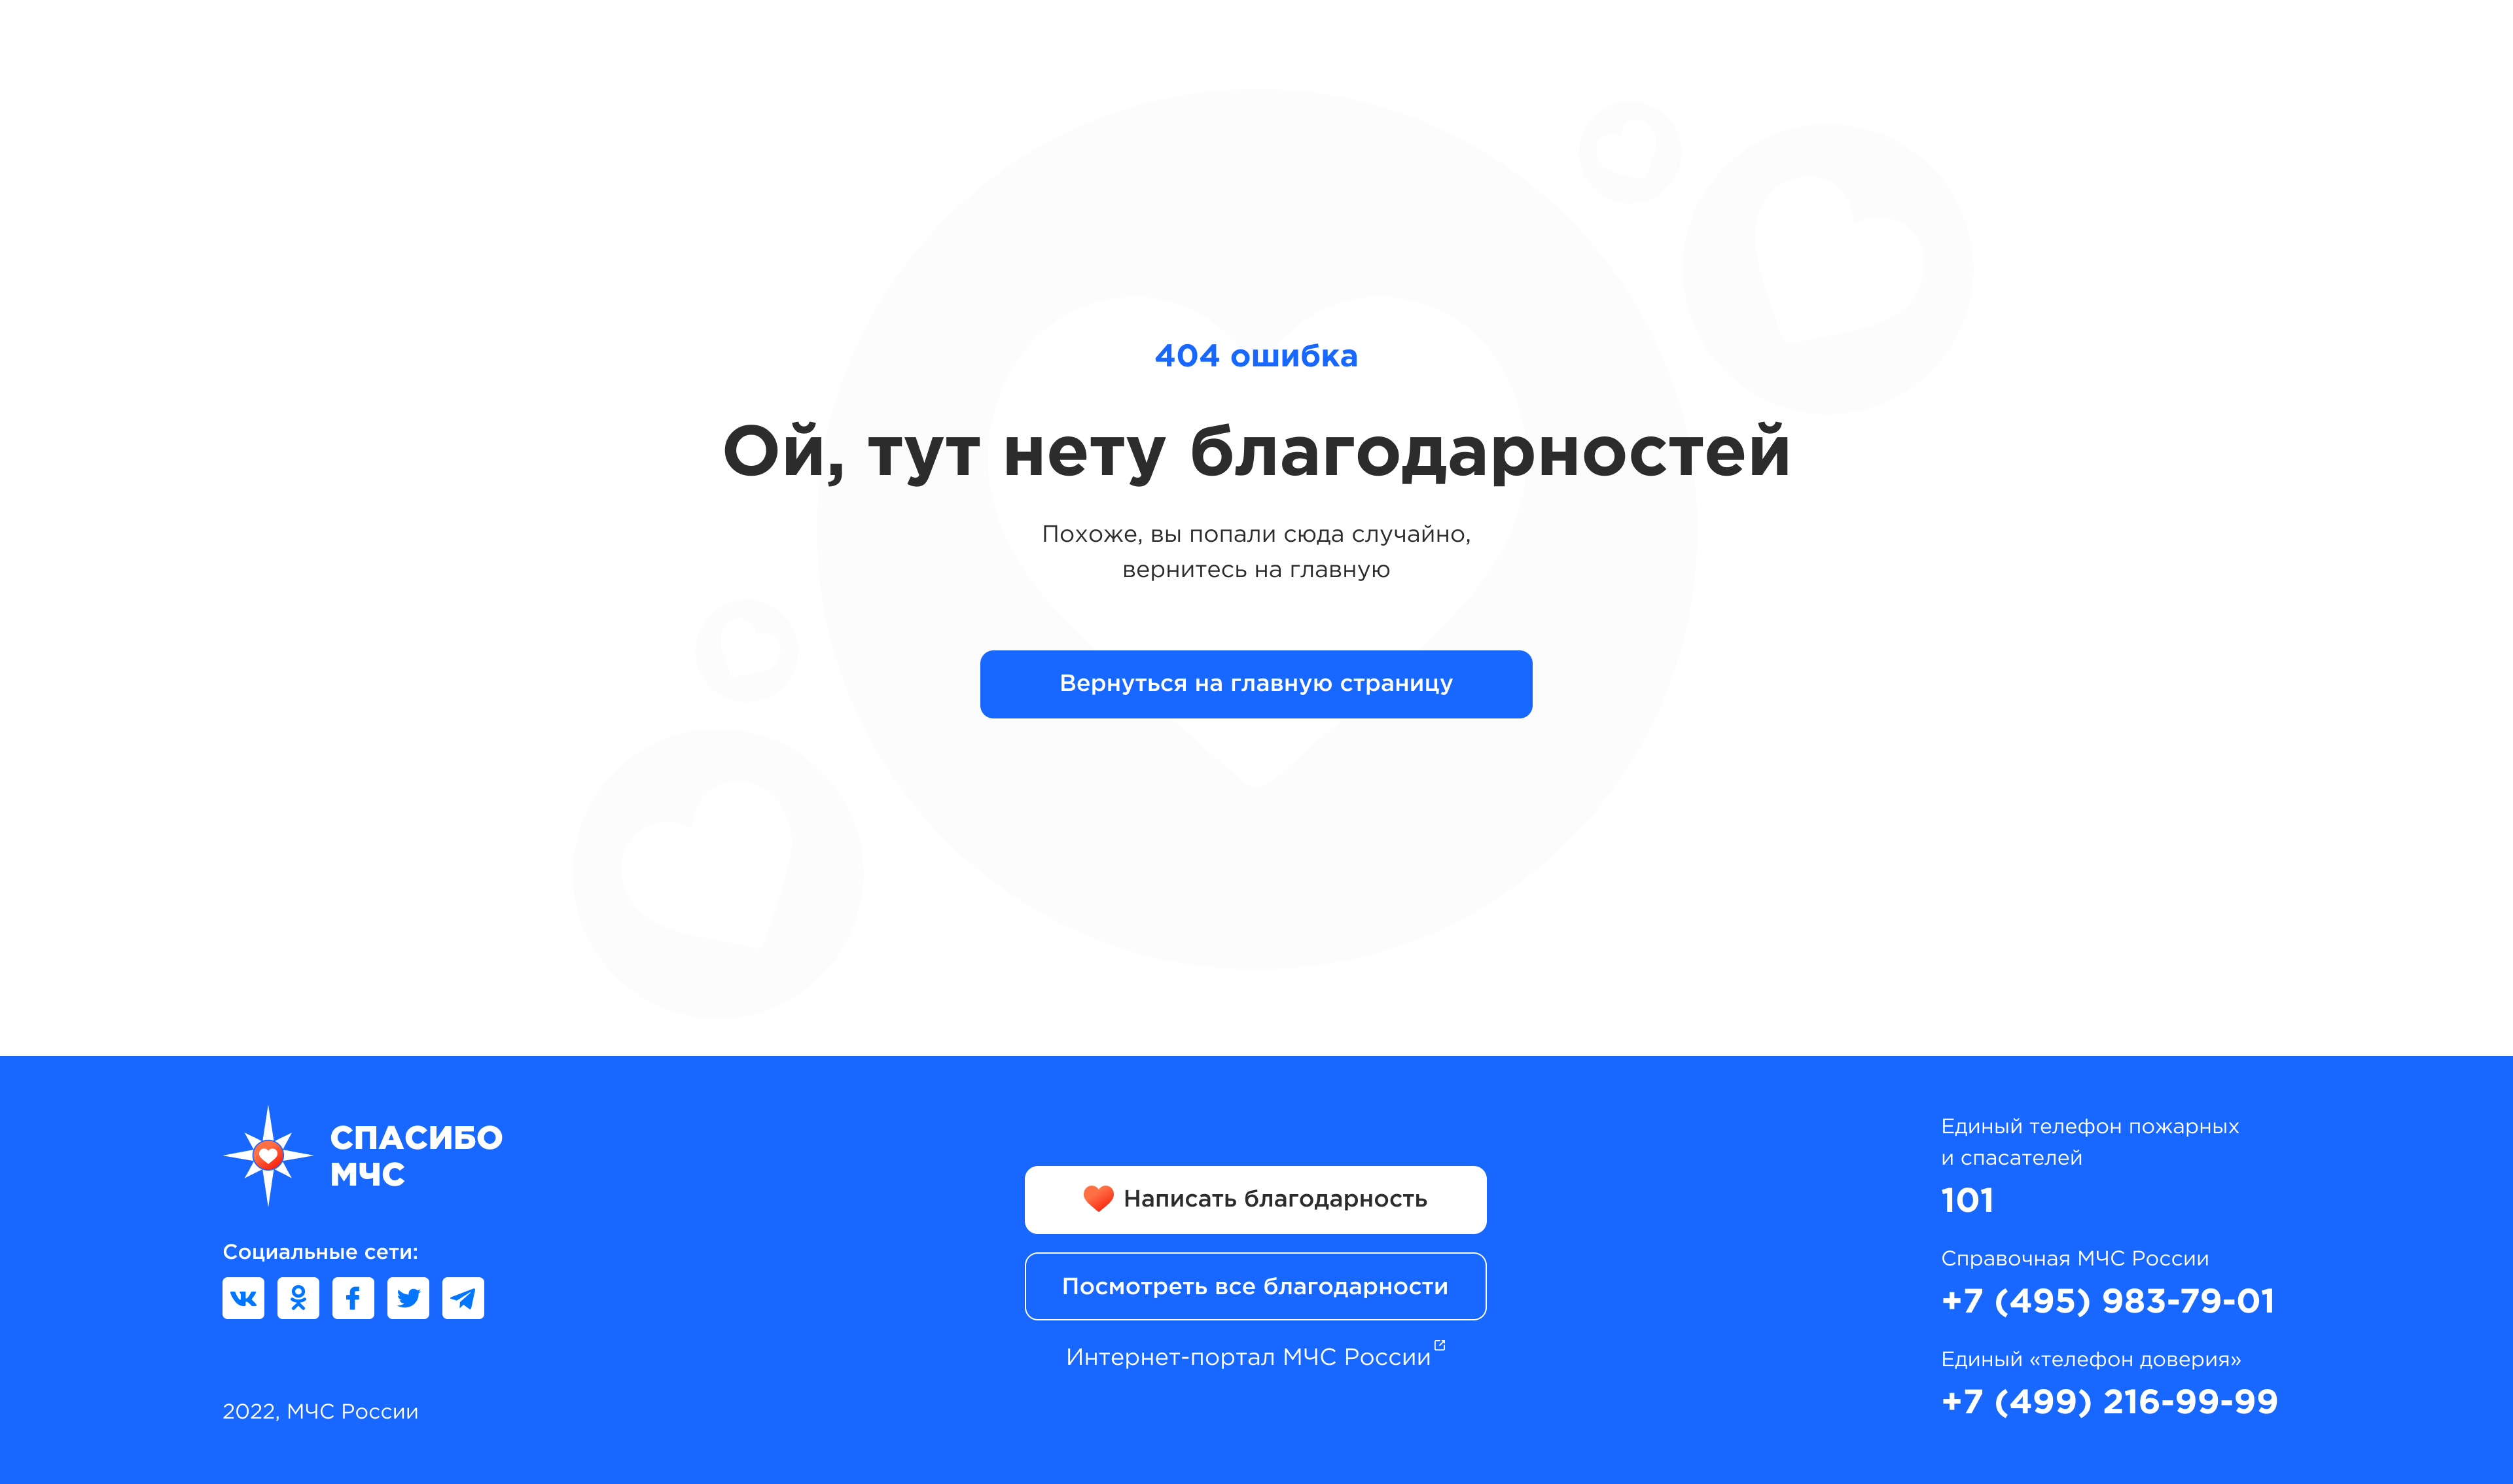 404 ошибка
Ой, тут нету благодарностей
Похоже, вы попали сюда случайно,
вернитесь на главную
Вернуться на главную страницу
СПАСИБО
МЧС
Социальные сети:
2022, МЧС России
Написать благодарность
Посмотреть все благодарности
Интернет-портал МЧС России
Единый телефон пожарных
и спасателей
101
Справочная МЧС России
+7 (495) 983-79-01
Единый «телефон доверия»
+7 (499) 216-99-99